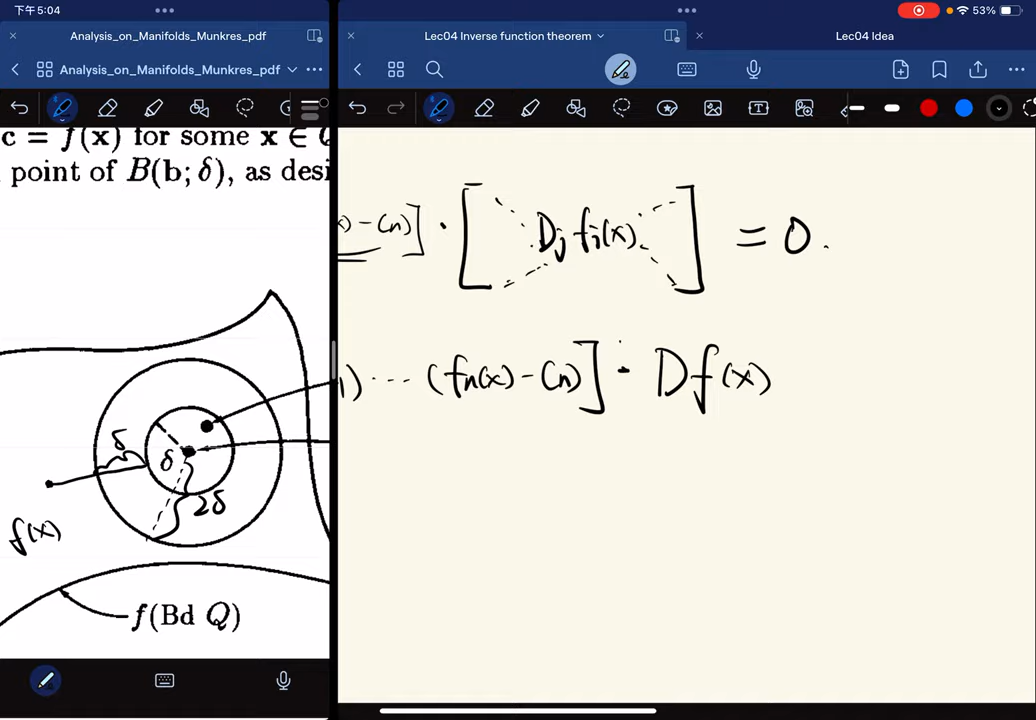 下午5:04
53%
Analysis_on_Manifolds_Munkres_pdf
Lec04 Inverse function theorem
Lec04 Idea
Analysis_on_Manifolds_Munkres_pdf
c = f(x) for some x ∈
point of B(b; δ), as desi
δ
δ
2δ
f(x)
f(Bd Q)
x) - Cn)] · [ Dj fi(x) ] = 0.
1) ··· (fn(x) - Cn)] · Df(x)